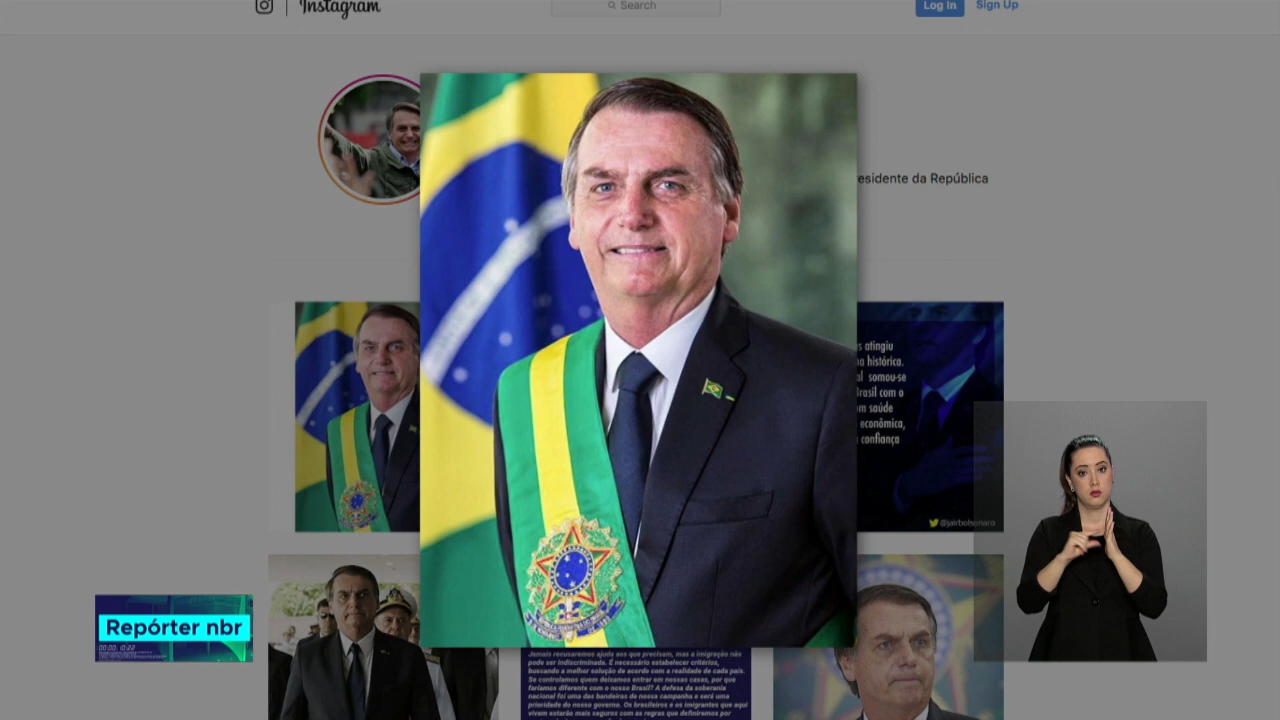 Instagram
Search
Log In
Sign Up
residente da República
s atingiu
a histórica.
al somou-se
rasil com o
m saúde
econômica,
confiança
@jairbolsonaro
Repórter nbr
Jamais recusaremos ajuda aos que precisam, mas a imigração não
pode ser indiscriminada. É necessário estabelecer critérios,
buscando a melhor solução de acordo com a realidade de cada país.
Se controlamos quem deixamos entrar em nossas casas, por que
faríamos diferente com o nosso Brasil? A defesa da soberania
nacional foi uma das bandeiras de nossa campanha e será uma
prioridade do nosso governo. Os brasileiros e os imigrantes que aqui
vivem estarão mais seguros com as regras que definiremos por